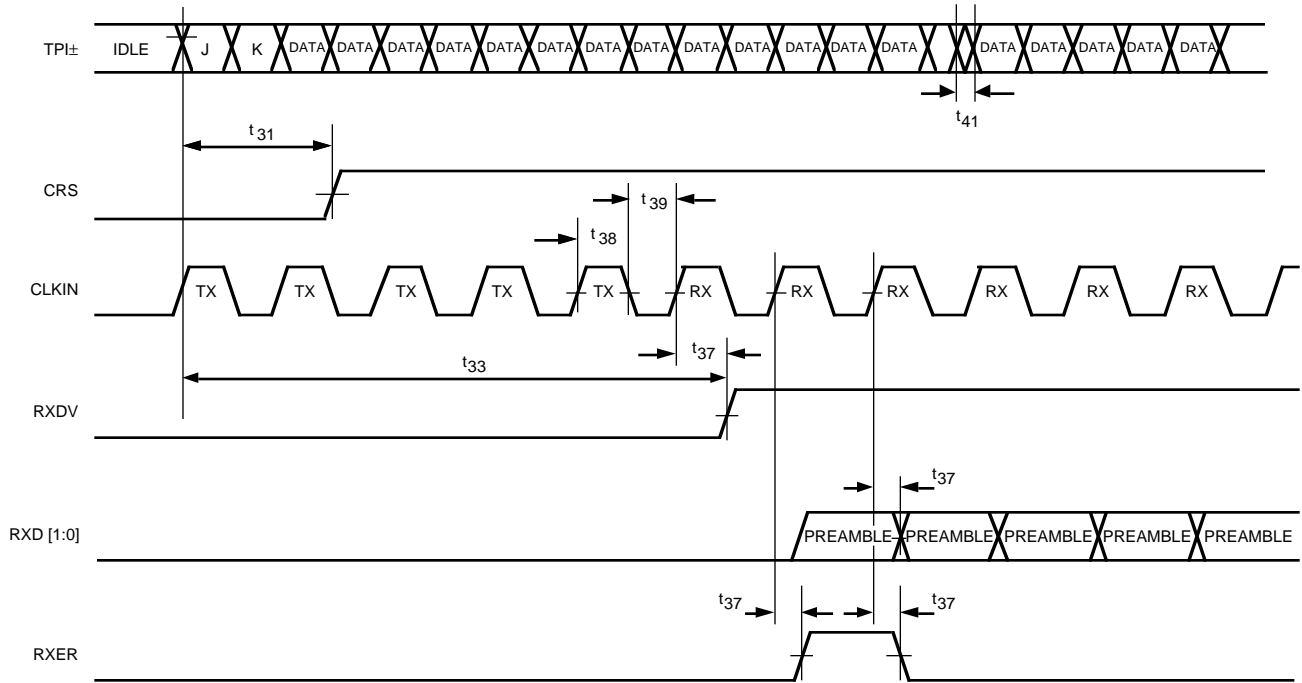 TPI± IDLE J K DATA DATA DATA DATA DATA DATA DATA DATA DATA DATA DATA DATA DATA DATA DATA DATA DATA DATA
t41
t31
CRS
t39
t38
CLKIN TX TX TX TX TX RX RX RX RX RX RX
t37
t33
RXDV
t37
RXD [1:0] PREAMBLE PREAMBLE PREAMBLE PREAMBLE PREAMBLE
t37 t37
RXER